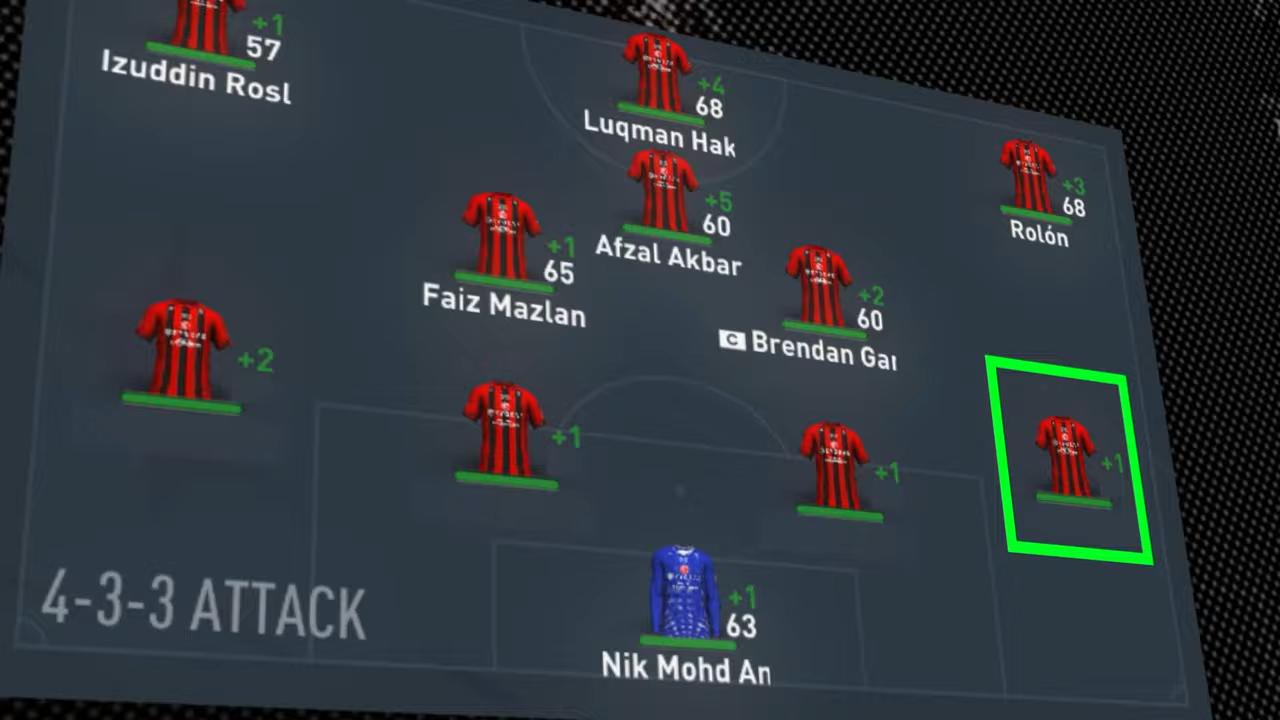 +1
57
Izuddin Rosl
+4
68
Luqman Hak
+3
68
Rolón
+5
60
Afzal Akbar
+1
65
Faiz Mazlan
+2
60
C Brendan Gar
+2
+1
+1
+1
+1
63
Nik Mohd An
4-3-3 ATTACK